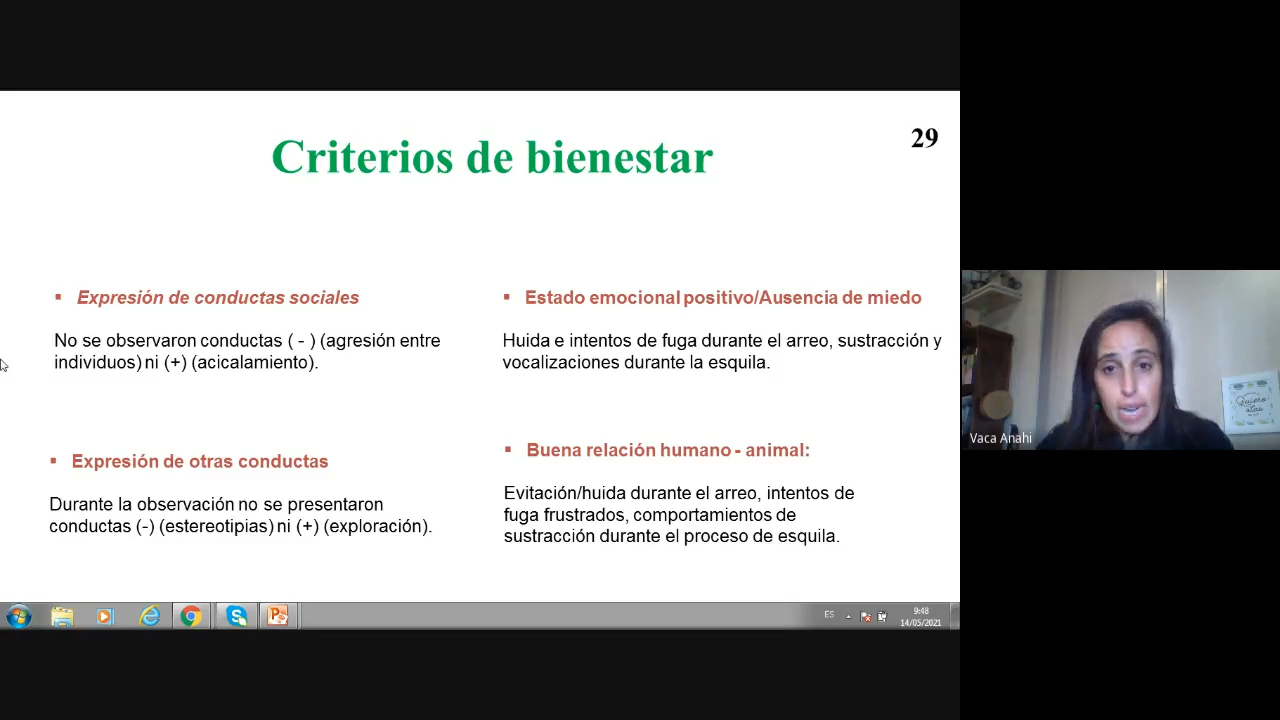 29
Criterios de bienestar
▪ Expresión de conductas sociales
No se observaron conductas ( - ) (agresión entre
individuos) ni (+) (acicalamiento).
▪ Expresión de otras conductas
Durante la observación no se presentaron
conductas (-) (estereotipias) ni (+) (exploración).
▪ Estado emocional positivo/Ausencia de miedo
Huida e intentos de fuga durante el arreo, sustracción y
vocalizaciones durante la esquila.
▪ Buena relación humano - animal:
Evitación/huida durante el arreo, intentos de
fuga frustrados, comportamientos de
sustracción durante el proceso de esquila.
Vaca Anahi
Quiero
ES
9:48
14/05/2021